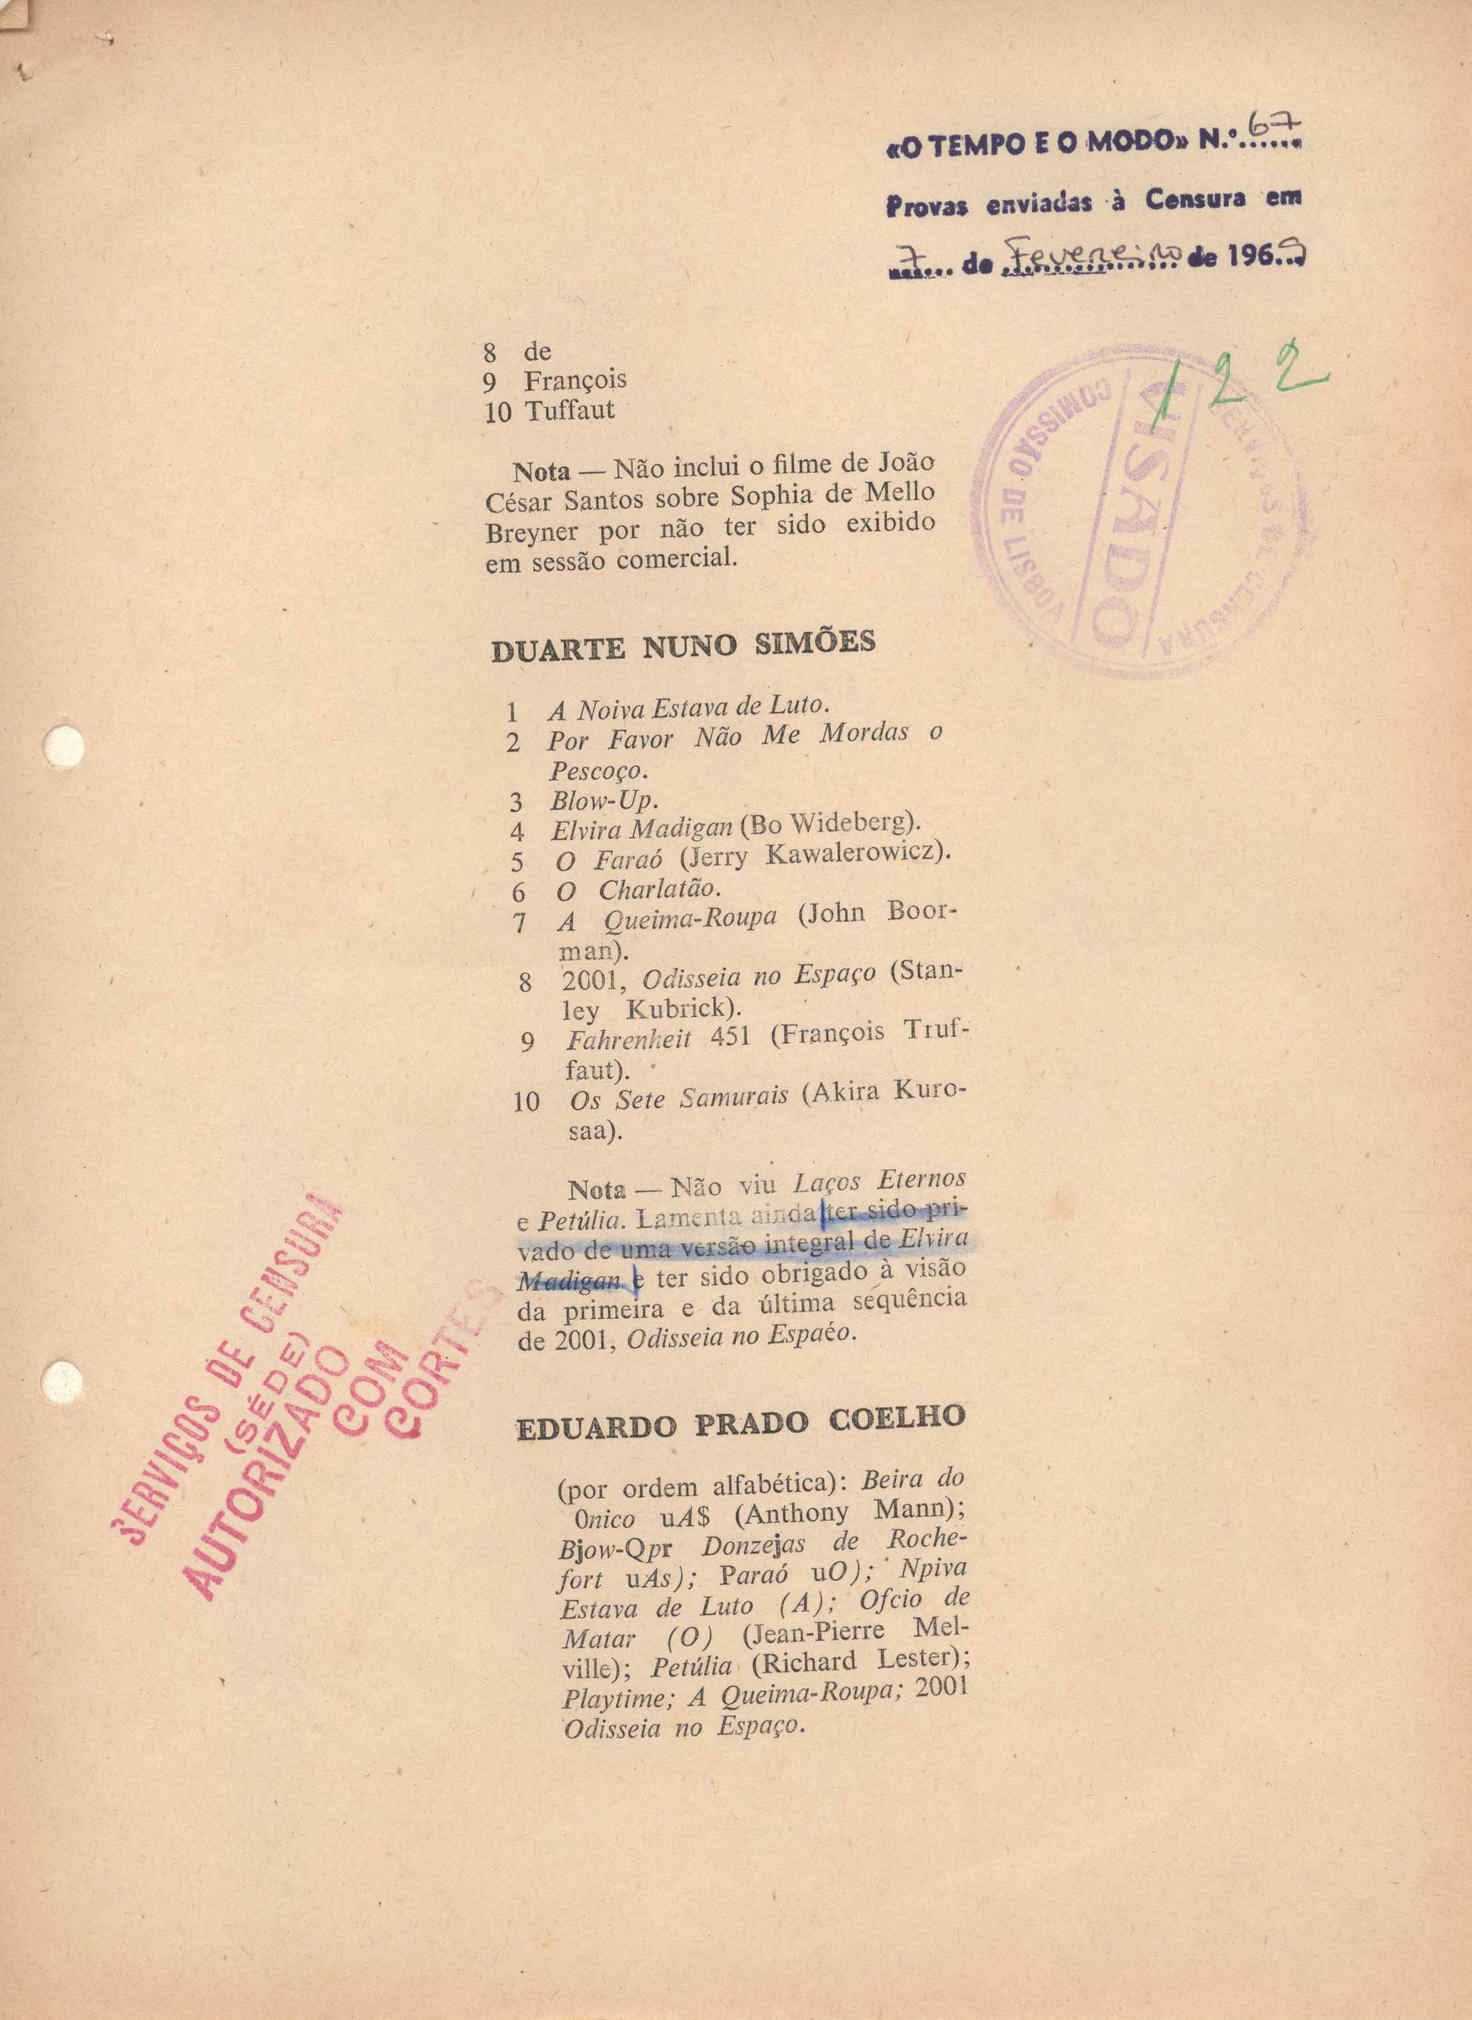 «O TEMPO E O MODO» N.º 67
Provas enviadas à Censura em
7 de Fevereiro de 1969
122
COMISSÃO DE LISBOA
VISADO
SERVIÇOS DE CENSURA
8 de
9 François
10 Tuffaut
Nota — Não inclui o filme de João
César Santos sobre Sophia de Mello
Breyner por não ter sido exibido
em sessão comercial.
DUARTE NUNO SIMÕES
1 A Noiva Estava de Luto.
2 Por Favor Não Me Mordas o
Pescoço.
3 Blow-Up.
4 Elvira Madigan (Bo Wideberg).
5 O Faraó (Jerry Kawalerowicz).
6 O Charlatão.
7 A Queima-Roupa (John Boor-
man).
8 2001, Odisseia no Espaço (Stan-
ley Kubrick).
9 Fahrenheit 451 (François Truf-
faut).
10 Os Sete Samurais (Akira Kuro-
saa).
Nota — Não viu Laços Eternos
e Petúlia. Lamenta ainda ter sido pri-
vado de uma versão integral de Elvira
Madigan e ter sido obrigado à visão
da primeira e da última sequência
de 2001, Odisseia no Espaéo.
SERVIÇOS DE CENSURA
(SÉDE)
AUTORIZADO
COM
CORTES
EDUARDO PRADO COELHO
(por ordem alfabética): Beira do
Onico uA$ (Anthony Mann);
Bjow-Qpr Donzejas de Roche-
fort uAs); Paraó uO); Npiva
Estava de Luto (A); Ofcio de
Matar (O) (Jean-Pierre Mel-
ville); Petúlia (Richard Lester);
Playtime; A Queima-Roupa; 2001
Odisseia no Espaço.